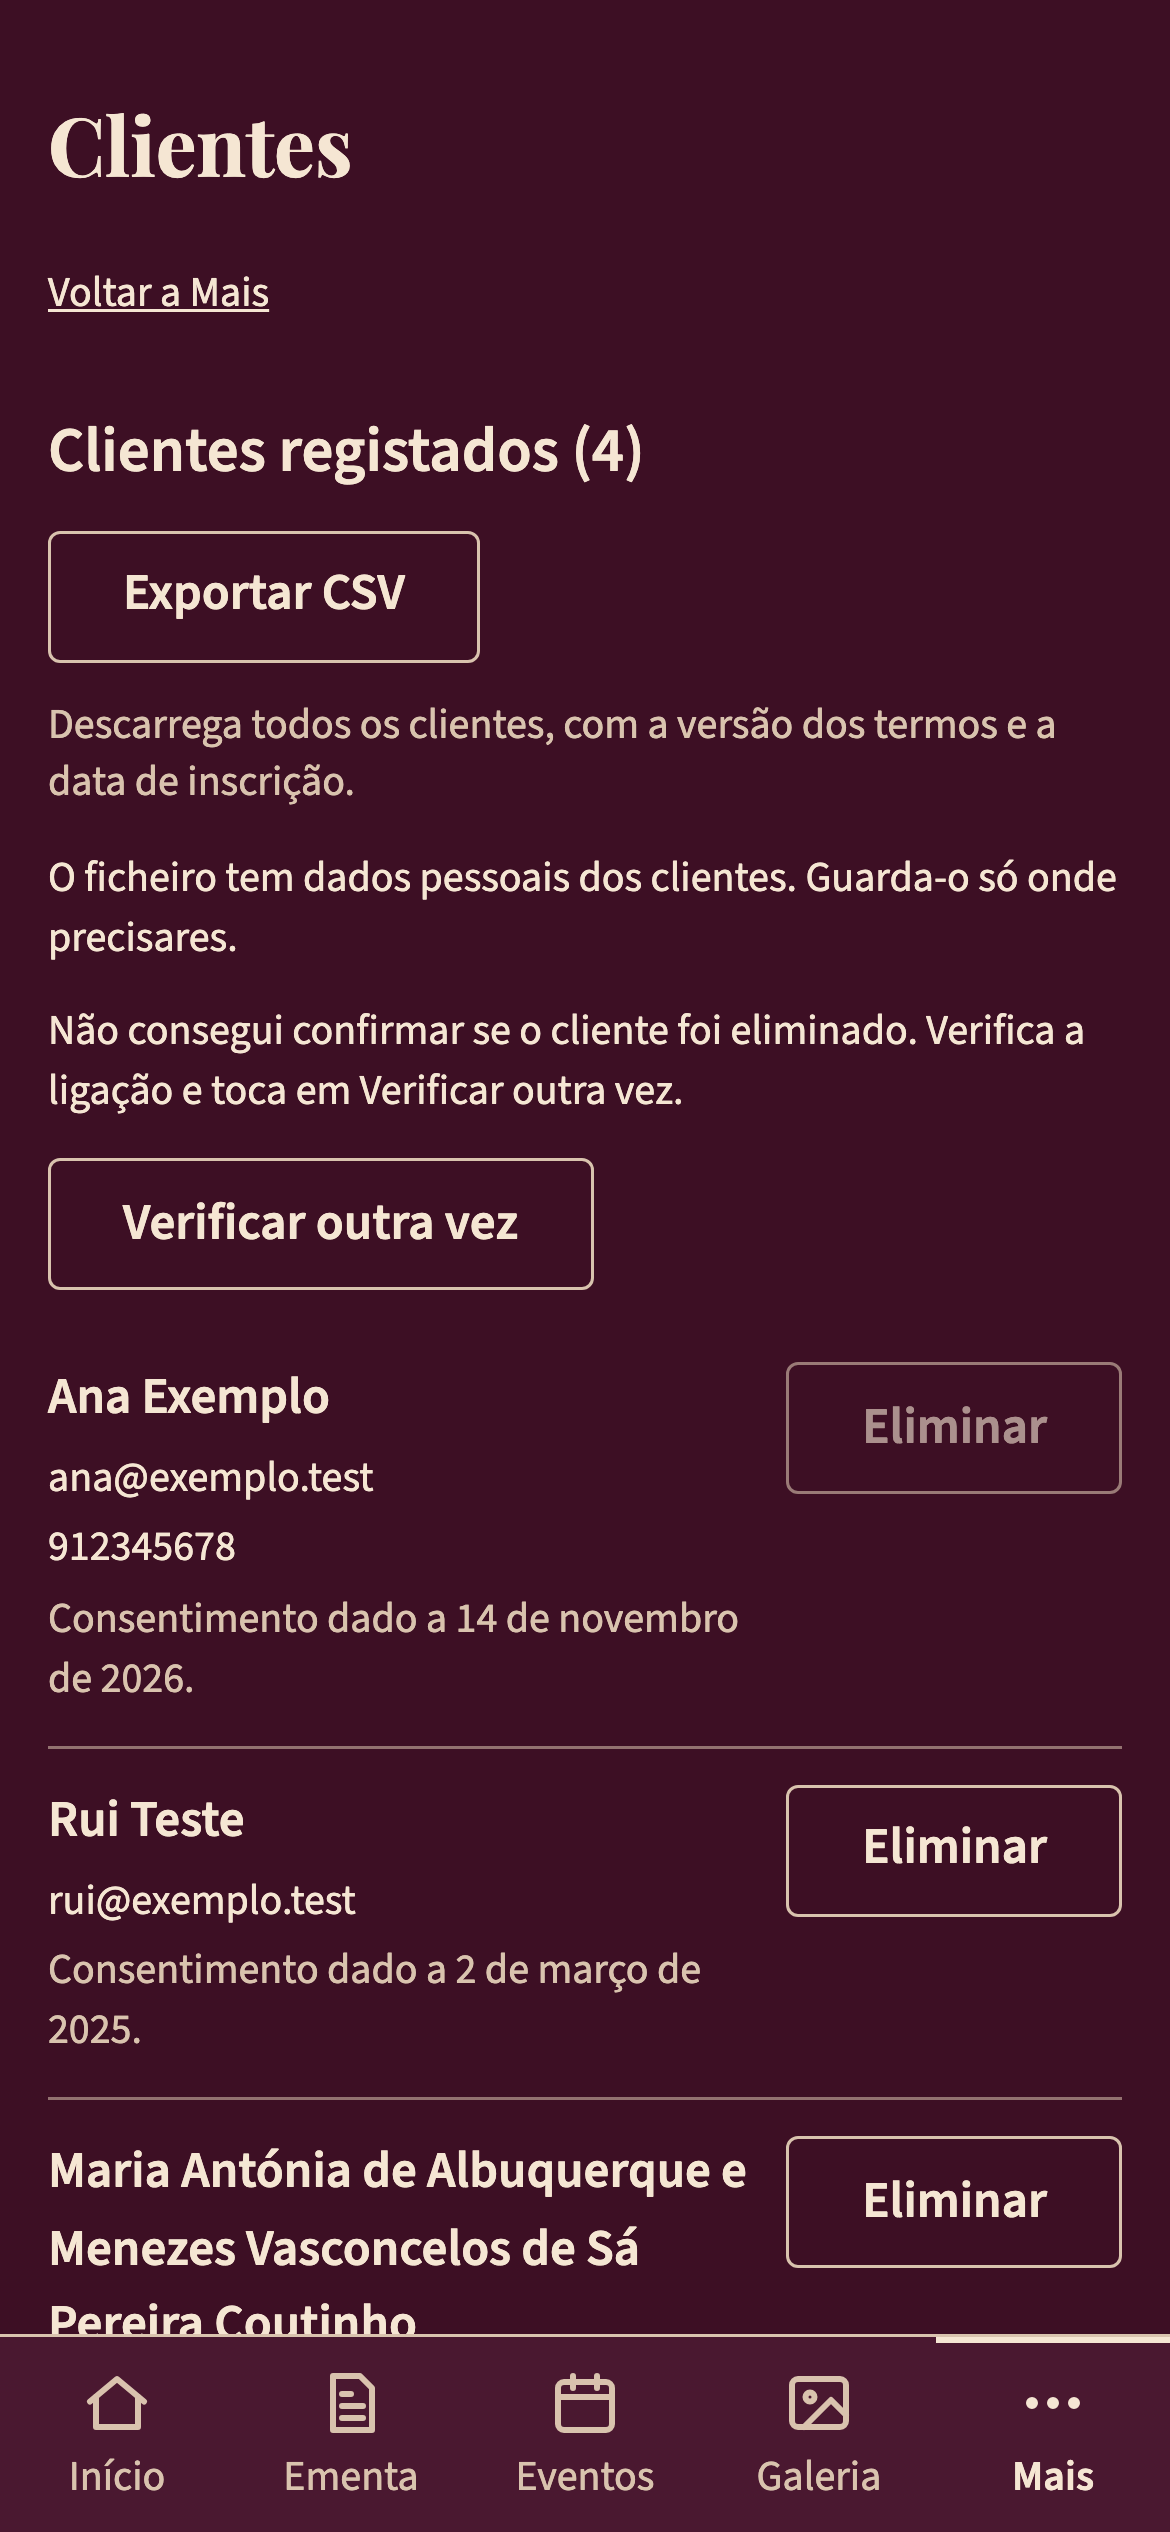 Clientes
Voltar a Mais
Clientes registados (4)
Exportar CSV
Descarrega todos os clientes, com a versão dos termos e a
data de inscrição.
O ficheiro tem dados pessoais dos clientes. Guarda-o só onde
precisares.
Não consegui confirmar se o cliente foi eliminado. Verifica a
ligação e toca em Verificar outra vez.
Verificar outra vez
Ana Exemplo
Eliminar
ana@exemplo.test
912345678
Consentimento dado a 14 de novembro
de 2026.
Rui Teste
Eliminar
rui@exemplo.test
Consentimento dado a 2 de março de
2025.
Maria Antónia de Albuquerque e
Eliminar
Menezes Vasconcelos de Sá
Pereira Coutinho
Início
Ementa
Eventos
Galeria
Mais